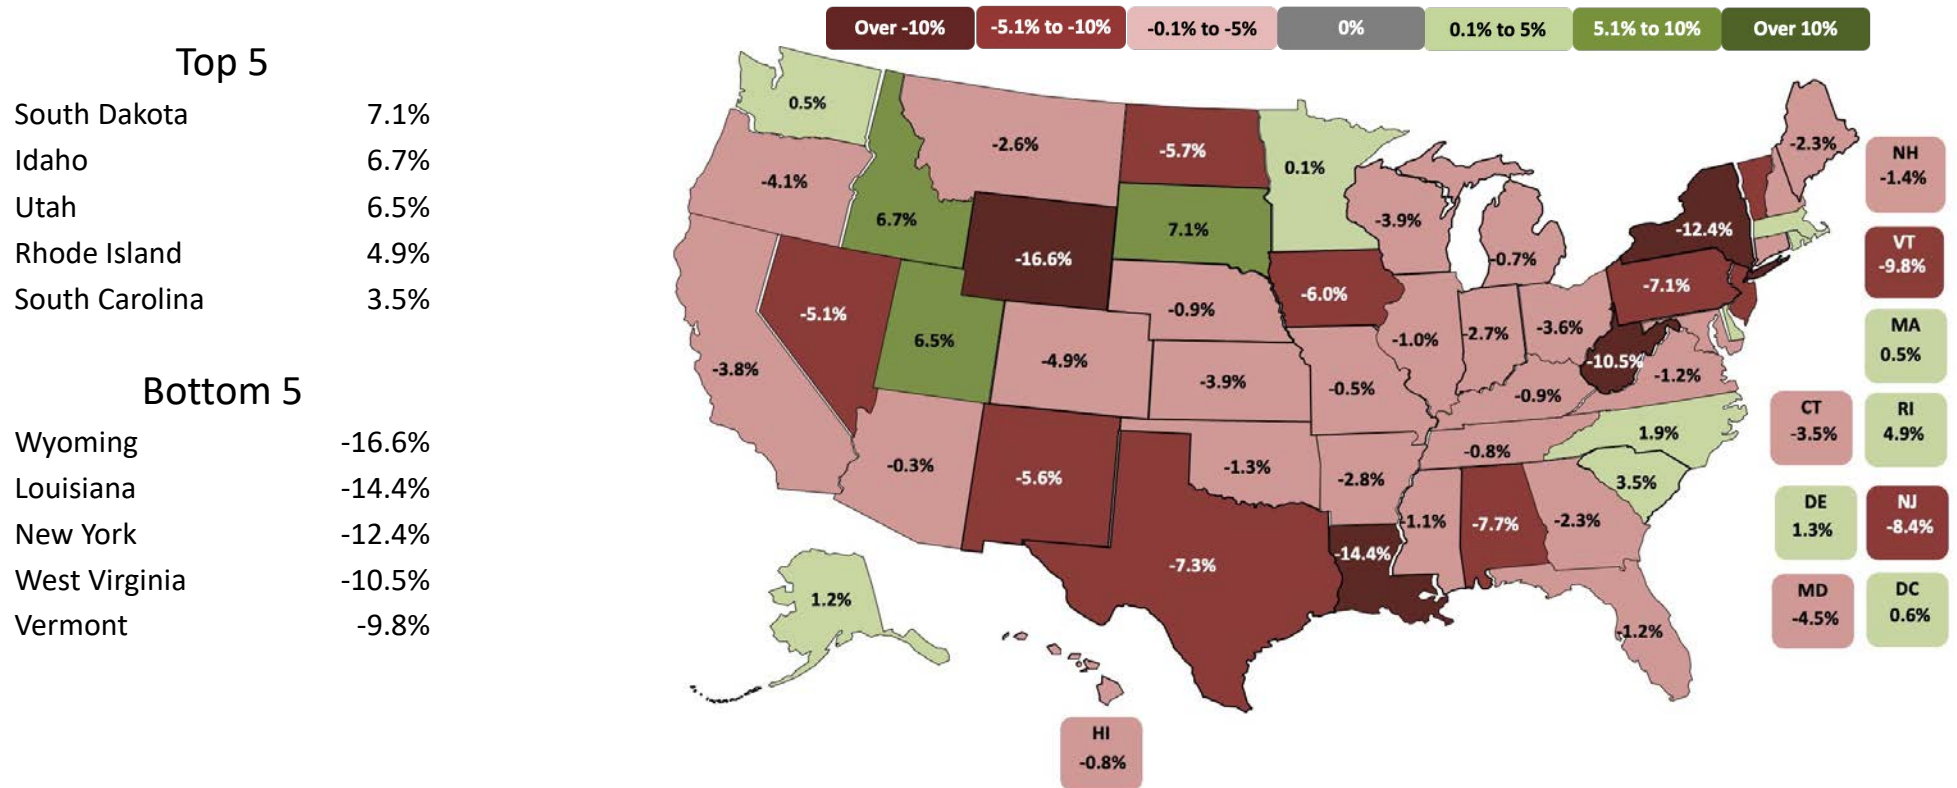 Over -10%
-5.1% to -10%
-0.1% to -5%
0%
0.1% to 5%
5.1% to 10%
Over 10%
Top 5
South Dakota 7.1%
Idaho 6.7%
Utah 6.5%
Rhode Island 4.9%
South Carolina 3.5%
Bottom 5
Wyoming -16.6%
Louisiana -14.4%
New York -12.4%
West Virginia -10.5%
Vermont -9.8%
0.5%
-4.1%
-2.6%
-5.7%
0.1%
-2.3%
6.7%
-16.6%
7.1%
-3.9%
-0.7%
-12.4%
-5.1%
6.5%
-0.9%
-6.0%
-7.1%
-3.8%
-4.9%
-3.9%
-0.5%
-1.0%
-2.7%
-3.6%
-10.5%
-1.2%
-0.9%
-0.3%
-5.6%
-1.3%
-2.8%
-0.8%
1.9%
3.5%
-7.3%
-14.4%
-1.1%
-7.7%
-2.3%
-1.2%
1.2%
HI
-0.8%
NH
-1.4%
VT
-9.8%
MA
0.5%
CT
-3.5%
RI
4.9%
DE
1.3%
NJ
-8.4%
MD
-4.5%
DC
0.6%